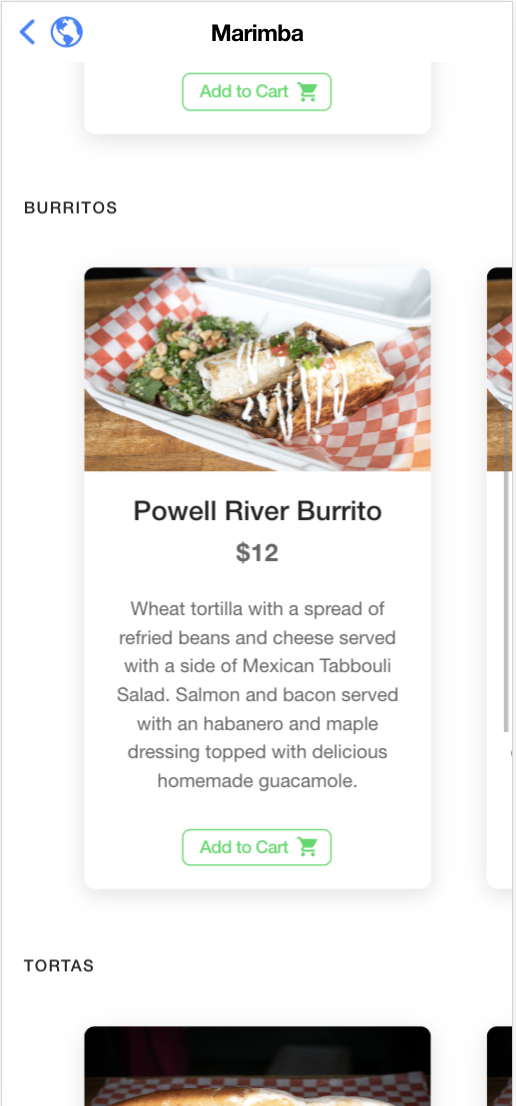 Marimba
Add to Cart
BURRITOS
Powell River Burrito
$12
Wheat tortilla with a spread of
refried beans and cheese served
with a side of Mexican Tabbouli
Salad. Salmon and bacon served
with an habanero and maple
dressing topped with delicious
homemade guacamole.
Add to Cart
TORTAS